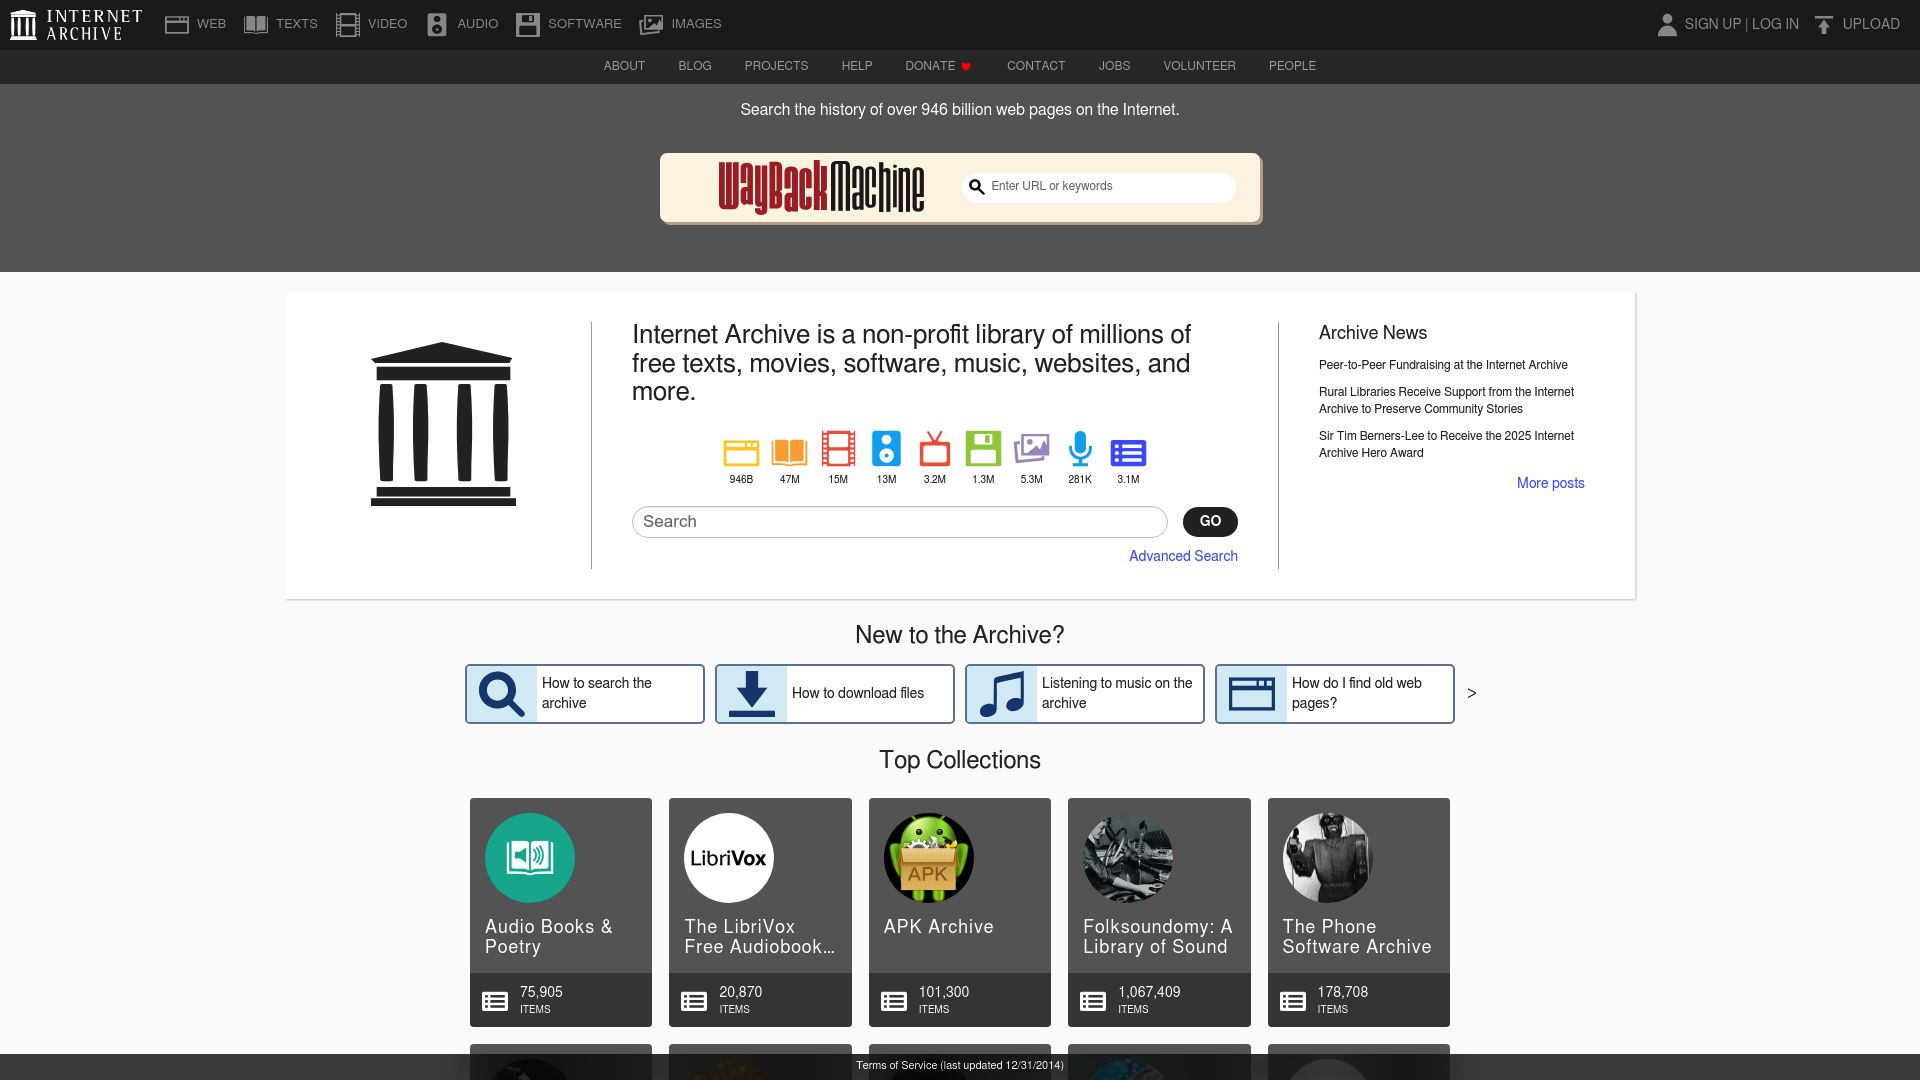 INTERNET
ARCHIVE
WEB
TEXTS
VIDEO
AUDIO
SOFTWARE
IMAGES
SIGN UP | LOG IN
UPLOAD
ABOUT
BLOG
PROJECTS
HELP
DONATE
CONTACT
JOBS
VOLUNTEER
PEOPLE
Search the history of over 946 billion web pages on the Internet.
WayBackMachine
Enter URL or keywords
Internet Archive is a non-profit library of millions of
free texts, movies, software, music, websites, and
more.
946B
47M
15M
13M
3.2M
1.3M
5.3M
281K
3.1M
Search
GO
Advanced Search
Archive News
Peer-to-Peer Fundraising at the Internet Archive
Rural Libraries Receive Support from the Internet
Archive to Preserve Community Stories
Sir Tim Berners-Lee to Receive the 2025 Internet
Archive Hero Award
More posts
New to the Archive?
How to search the
archive
How to download files
Listening to music on the
archive
How do I find old web
pages?
>
Top Collections
LibriVox
APK
Audio Books &
Poetry
The LibriVox
Free Audiobook...
APK Archive
Folksoundomy: A
Library of Sound
The Phone
Software Archive
75,905
ITEMS
20,870
ITEMS
101,300
ITEMS
1,067,409
ITEMS
178,708
ITEMS
Terms of Service (last updated 12/31/2014)